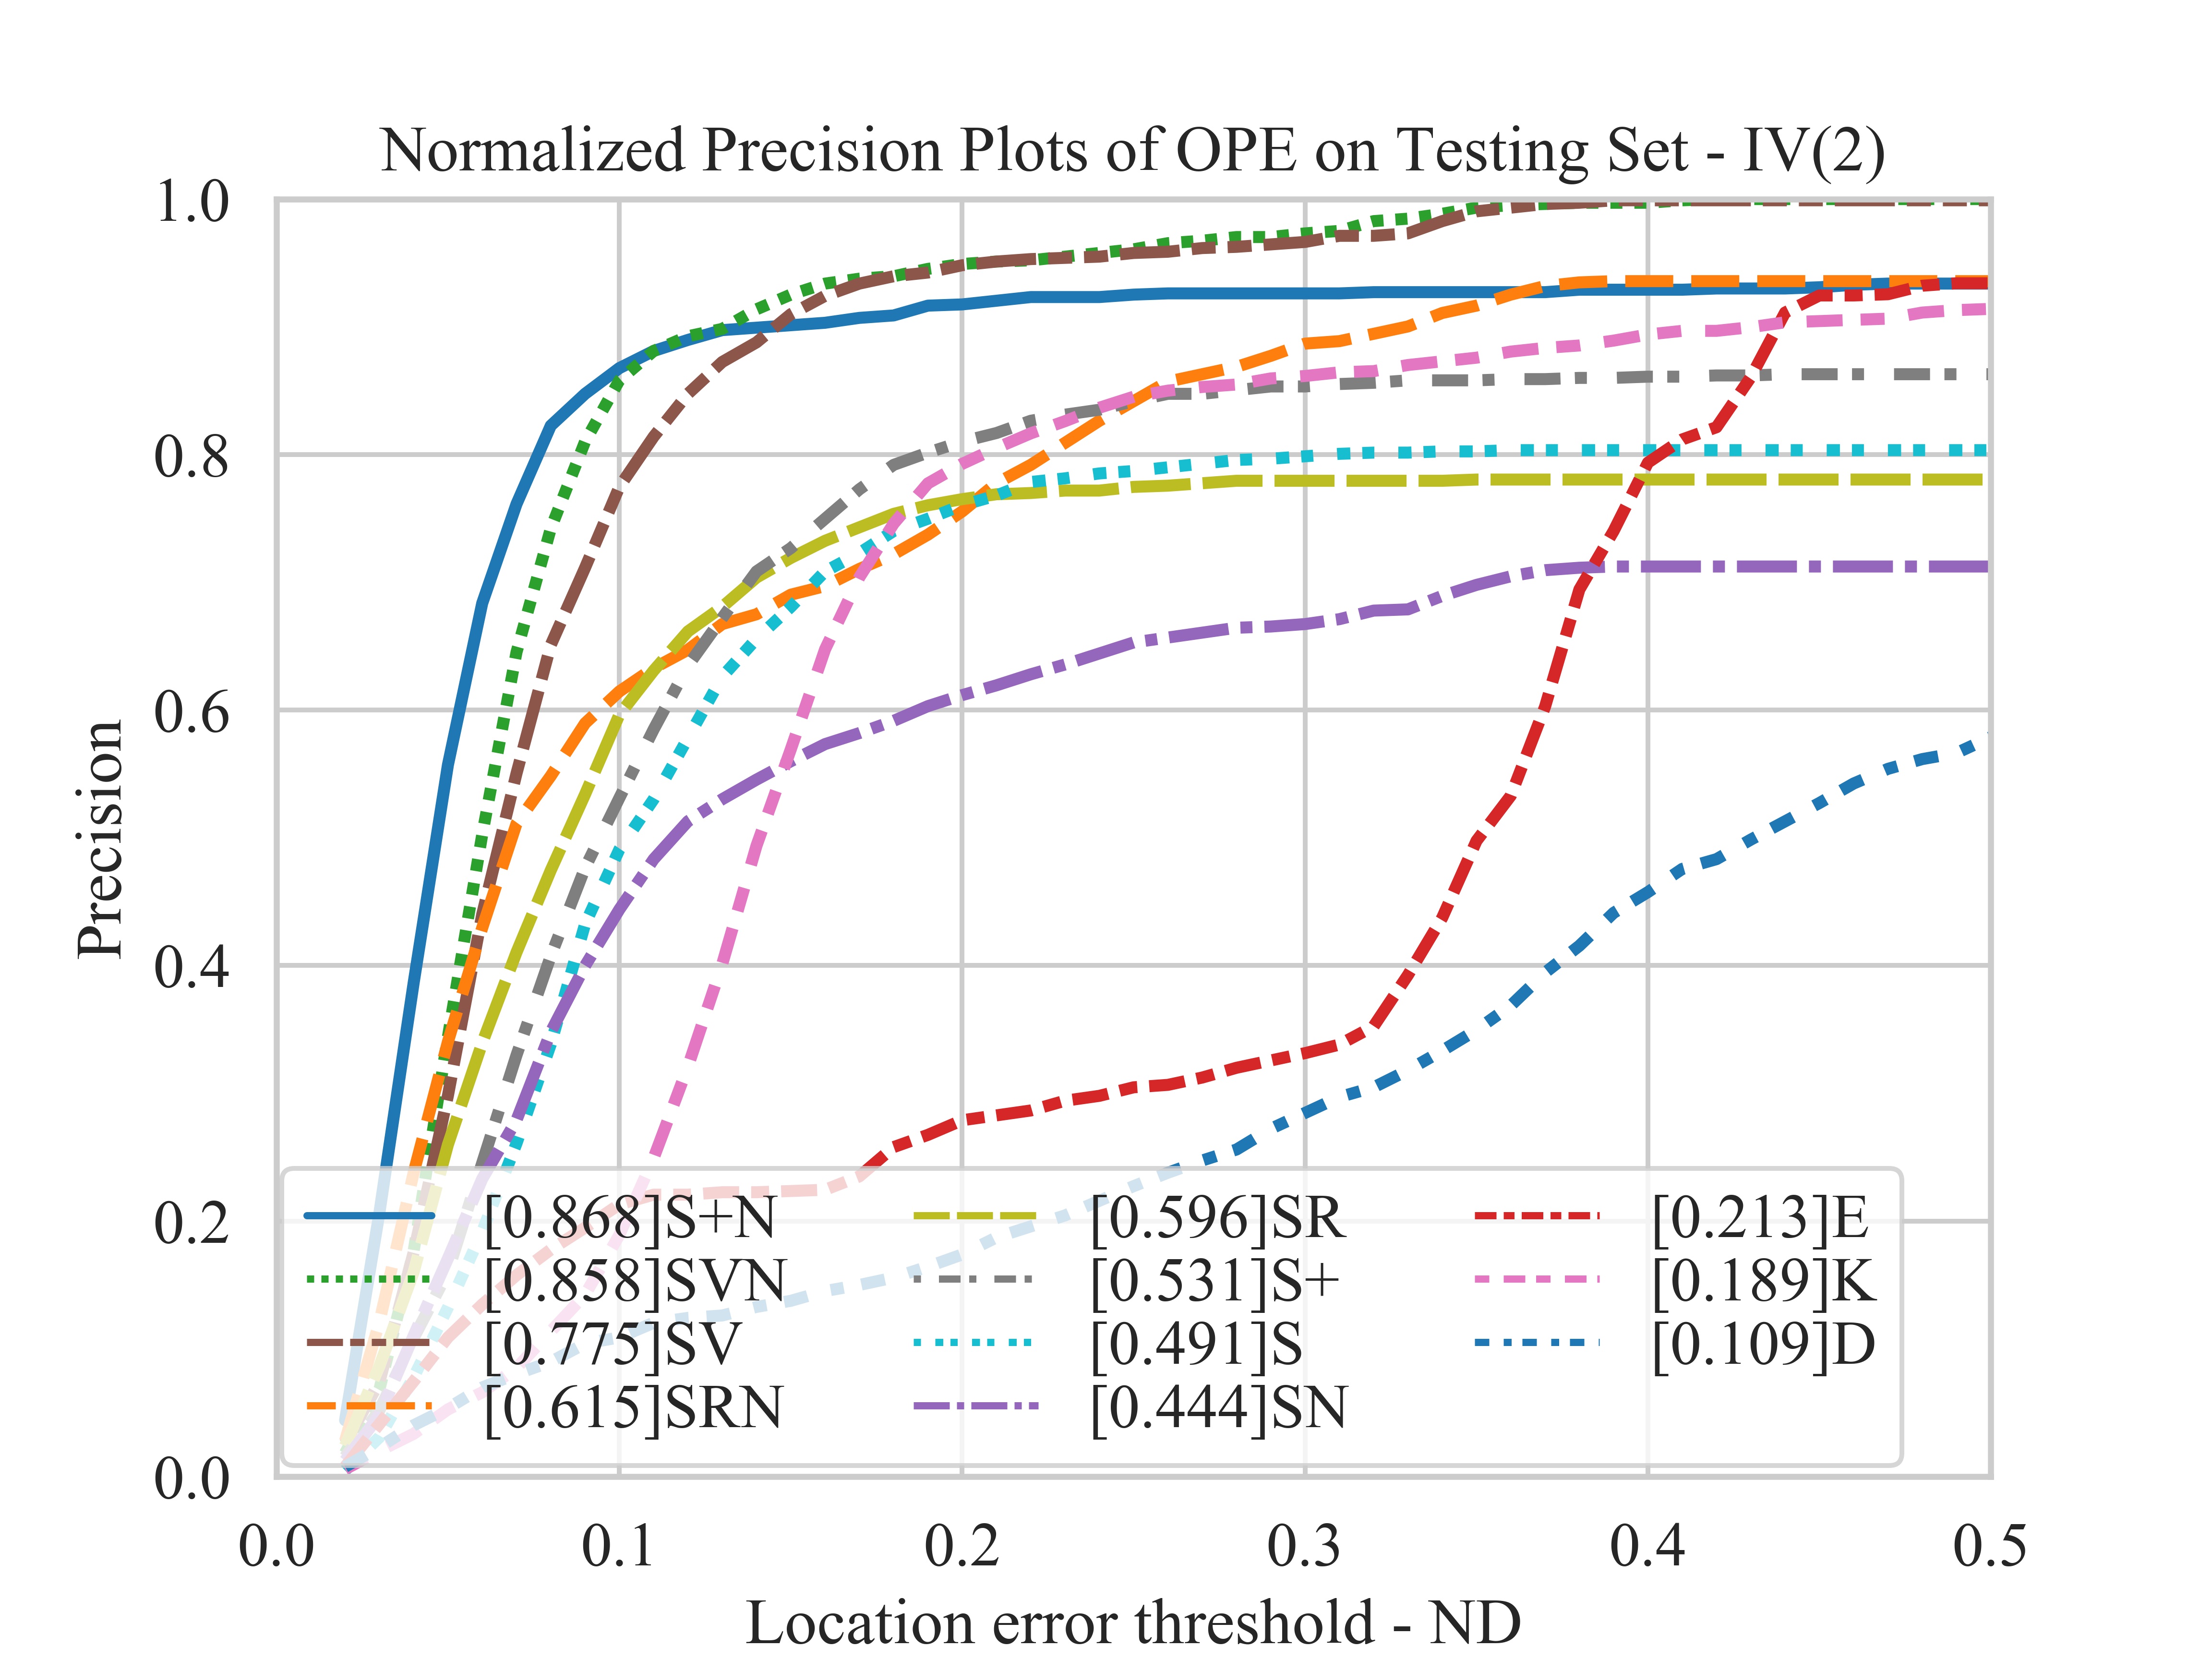 Normalized Precision Plots of OPE on Testing Set - IV(2)
1.0
0.8
0.6
0.4
0.2
0.0
Precision
[0.868]S+N
[0.858]SVN
[0.775]SV
[0.615]SRN
[0.596]SR
[0.531]S+
[0.491]S
[0.444]SN
[0.213]E
[0.189]K
[0.109]D
0.0 0.1 0.2 0.3 0.4 0.5
Location error threshold - ND